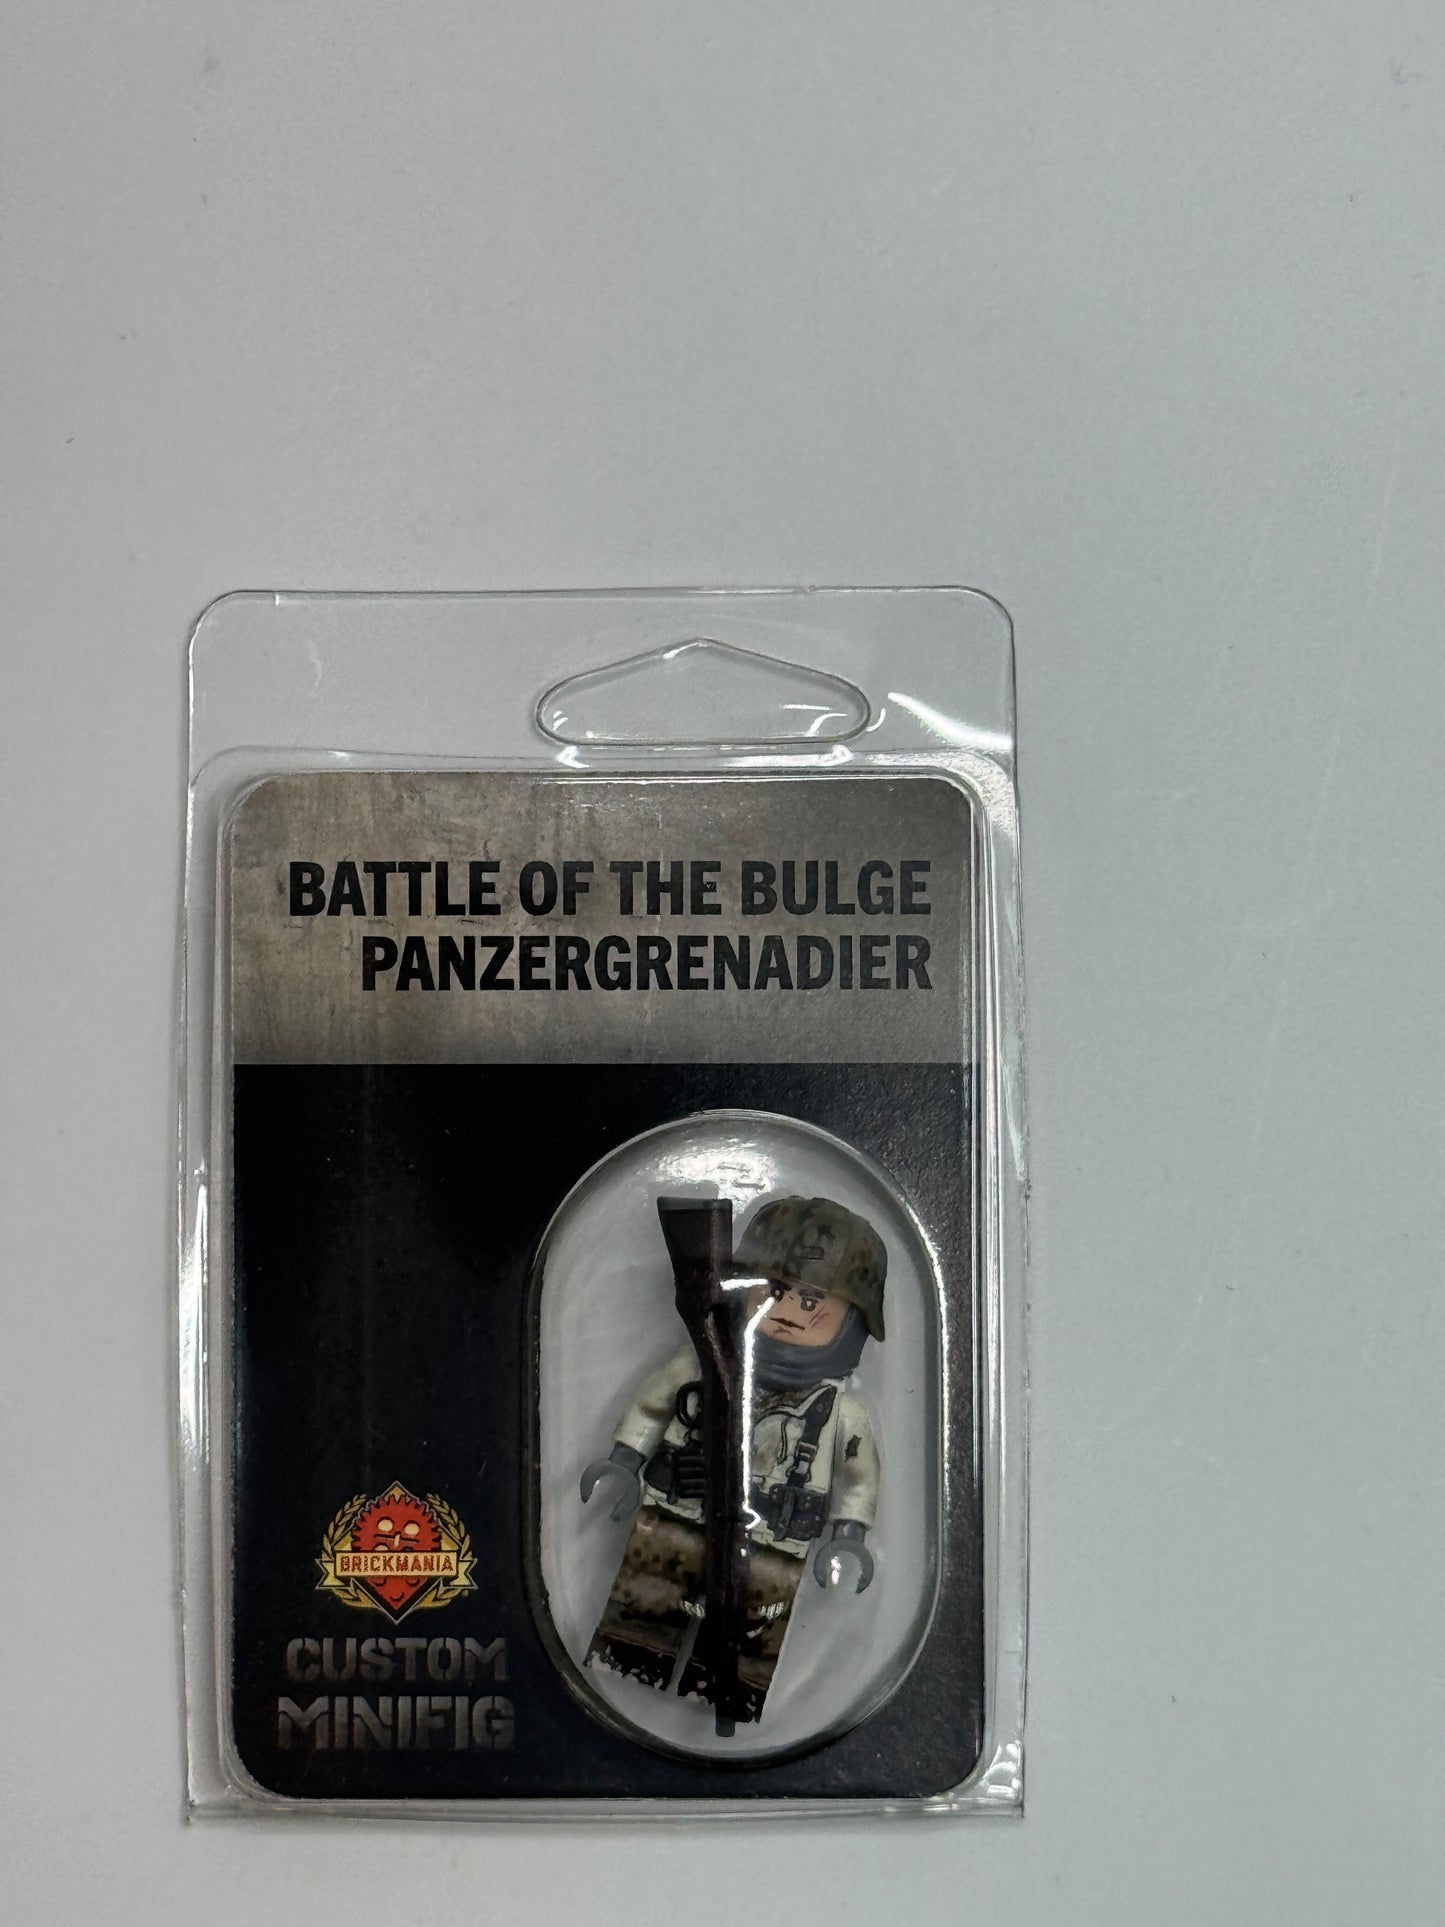 BATTLE OF THE BULGE
PANZERGRENADIER
BRICKMANIA
CUSTOM
MINIFIG